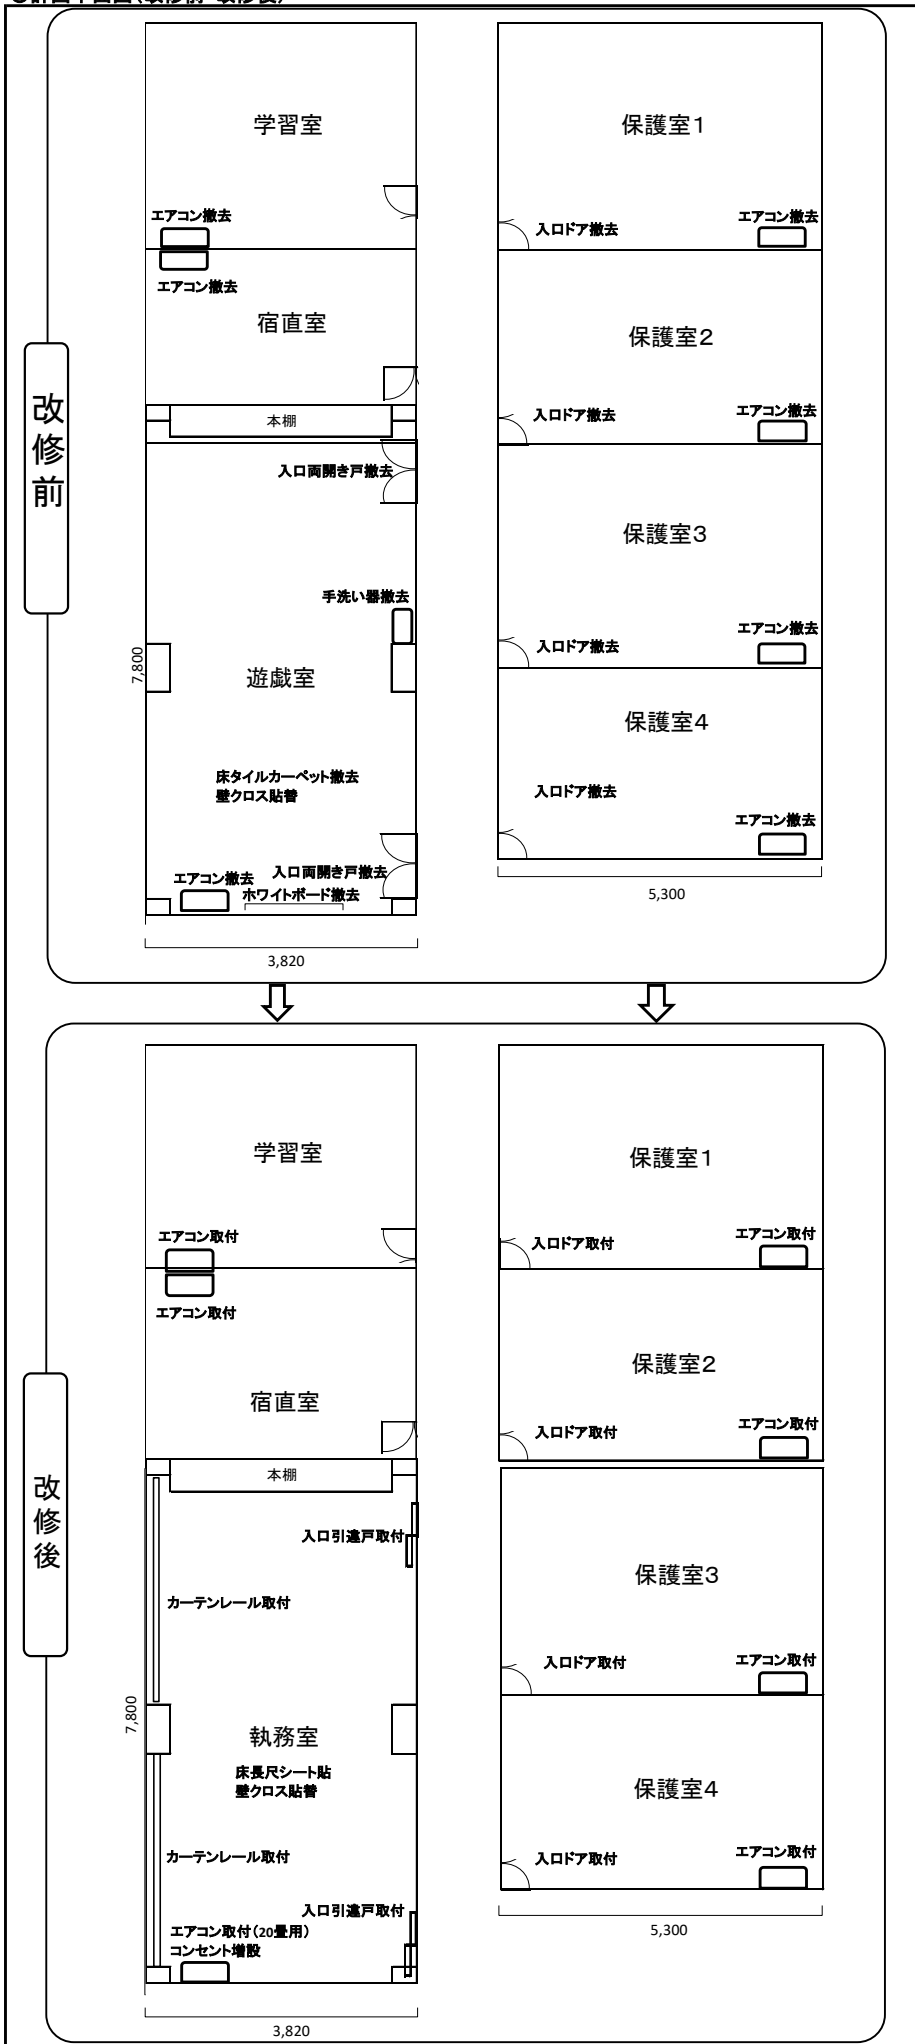 改修前
学習室
エアコン撤去
エアコン撤去
宿直室
本棚
入口両開き戸撤去
手洗い器撤去
7,800
遊戯室
床タイルカーペット撤去
壁クロス貼替
エアコン撤去
入口両開き戸撤去
ホワイトボード撤去
3,820
保護室1
入口ドア撤去
エアコン撤去
保護室2
入口ドア撤去
エアコン撤去
保護室3
入口ドア撤去
エアコン撤去
保護室4
入口ドア撤去
エアコン撤去
5,300
改修後
学習室
エアコン取付
エアコン取付
宿直室
本棚
入口引違戸取付
カーテンレール取付
7,800
執務室
床長尺シート貼
壁クロス貼替
カーテンレール取付
入口引違戸取付
エアコン取付(20畳用)
コンセント増設
3,820
保護室1
入口ドア取付
エアコン取付
保護室2
入口ドア取付
エアコン取付
保護室3
入口ドア取付
エアコン取付
保護室4
入口ドア取付
エアコン取付
5,300